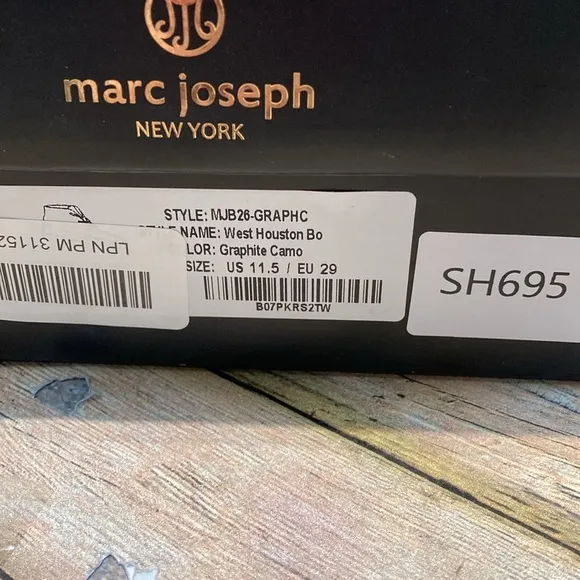 marc joseph
NEW YORK
STYLE: MJB26-GRAPHC
NAME: West Houston Bo
LOR: Graphite Camo
SIZE: US 11.5 / EU 29
B07PKRS2TW
LPN PM 31152
SH695